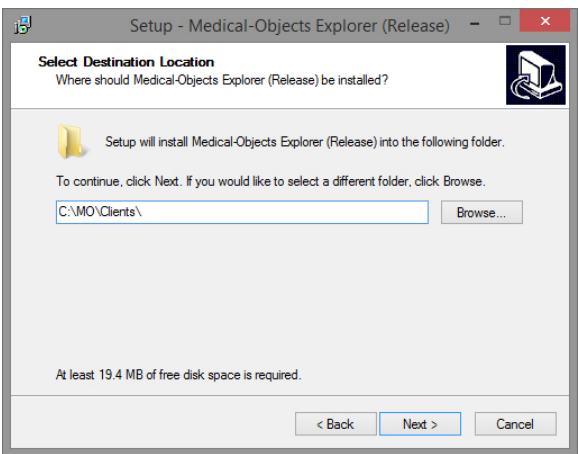 Setup - Medical-Objects Explorer (Release)
Select Destination Location
Where should Medical-Objects Explorer (Release) be installed?
Setup will install Medical-Objects Explorer (Release) into the following folder.
To continue, click Next. If you would like to select a different folder, click Browse.
C:\MO\Clients\
Browse...
At least 19.4 MB of free disk space is required.
< Back
Next >
Cancel